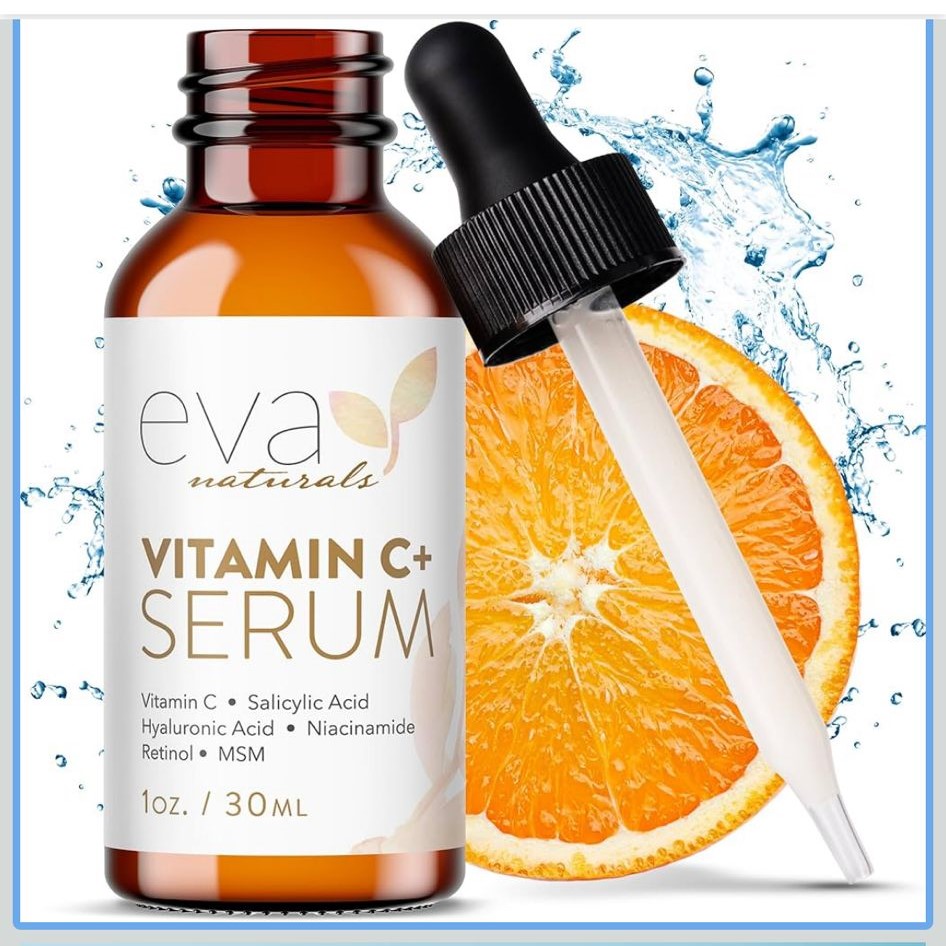 eva
naturals
VITAMIN C+
SERUM
Vitamin C • Salicylic Acid
Hyaluronic Acid • Niacinamide
Retinol • MSM
1oz. / 30ML